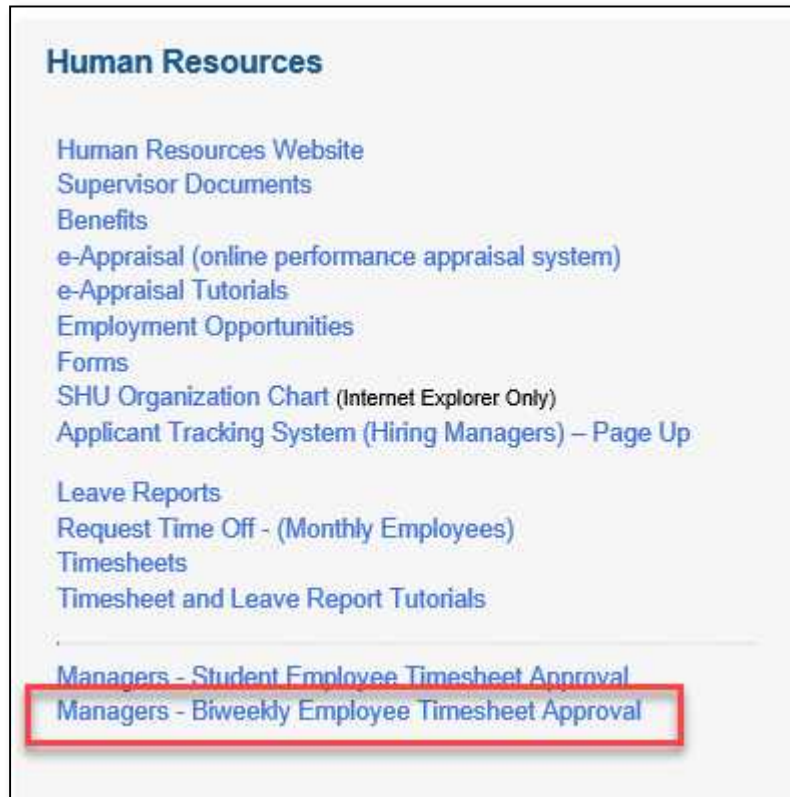 Human Resources
Human Resources Website
Supervisor Documents
Benefits
e-Appraisal (online performance appraisal system)
e-Appraisal Tutorials
Employment Opportunities
Forms
SHU Organization Chart (Internet Explorer Only)
Applicant Tracking System (Hiring Managers) – Page Up
Leave Reports
Request Time Off - (Monthly Employees)
Timesheets
Timesheet and Leave Report Tutorials
Managers - Student Employee Timesheet Approval
Managers - Biweekly Employee Timesheet Approval